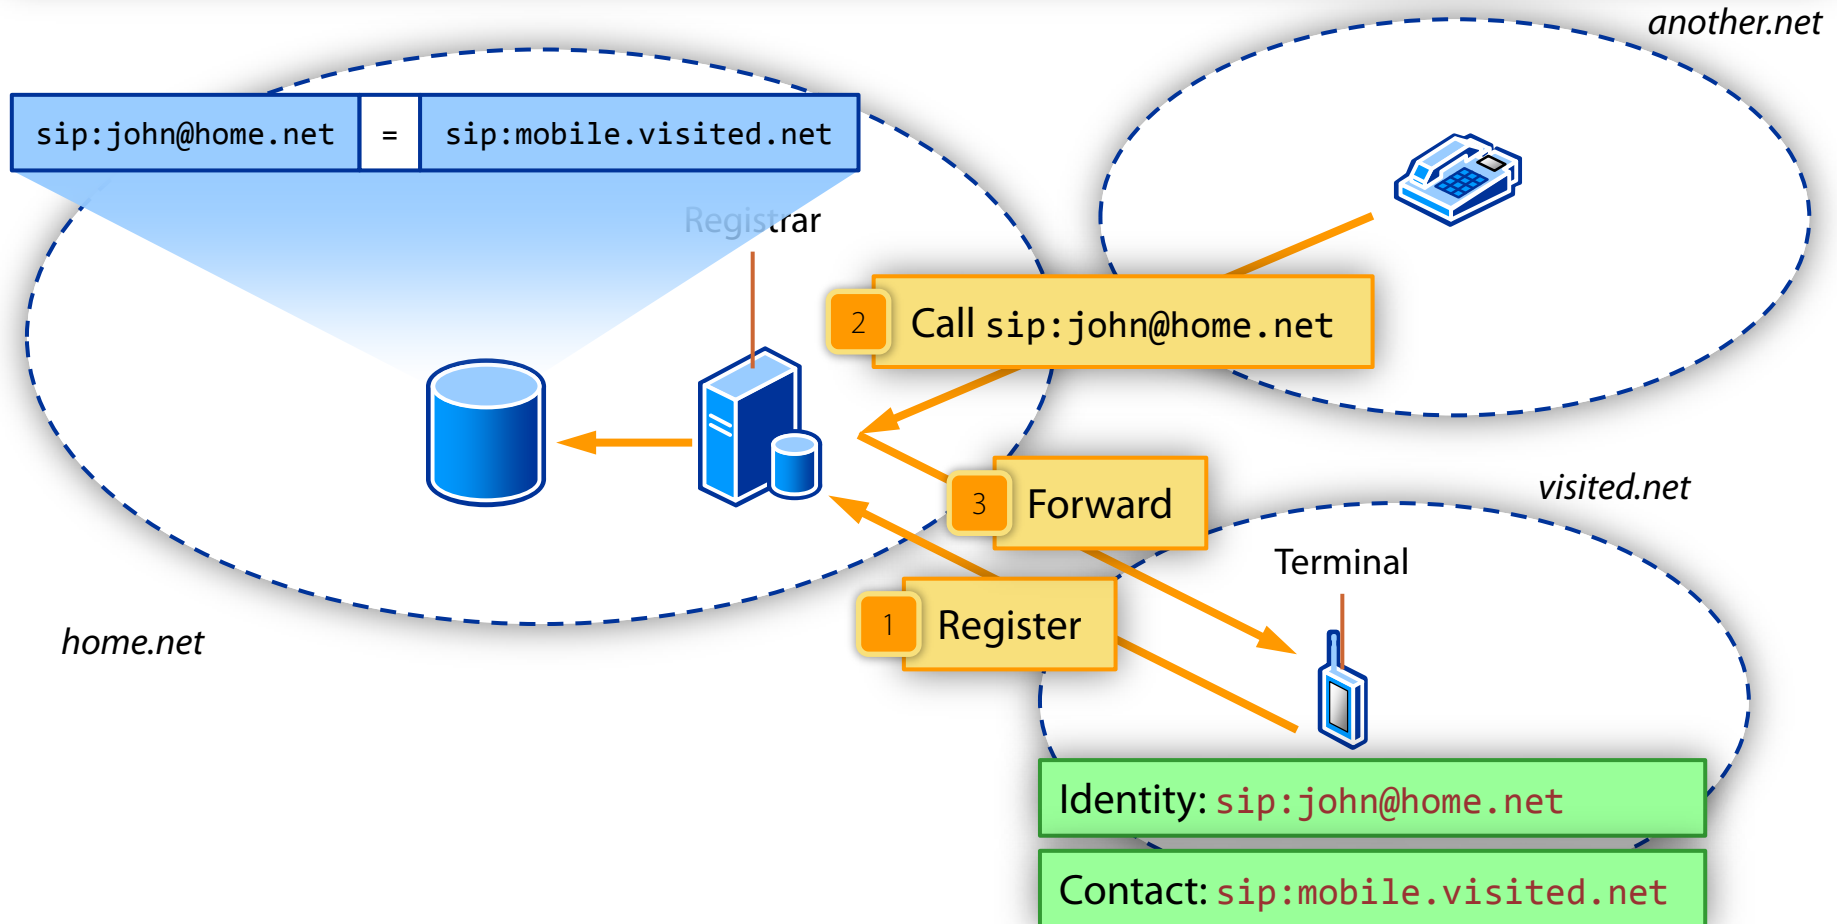 another.net
sip:john@home.net = sip:mobile.visited.net
Registrar
2 Call sip:john@home.net
3 Forward
visited.net
Terminal
1 Register
home.net
Identity: sip:john@home.net
Contact: sip:mobile.visited.net